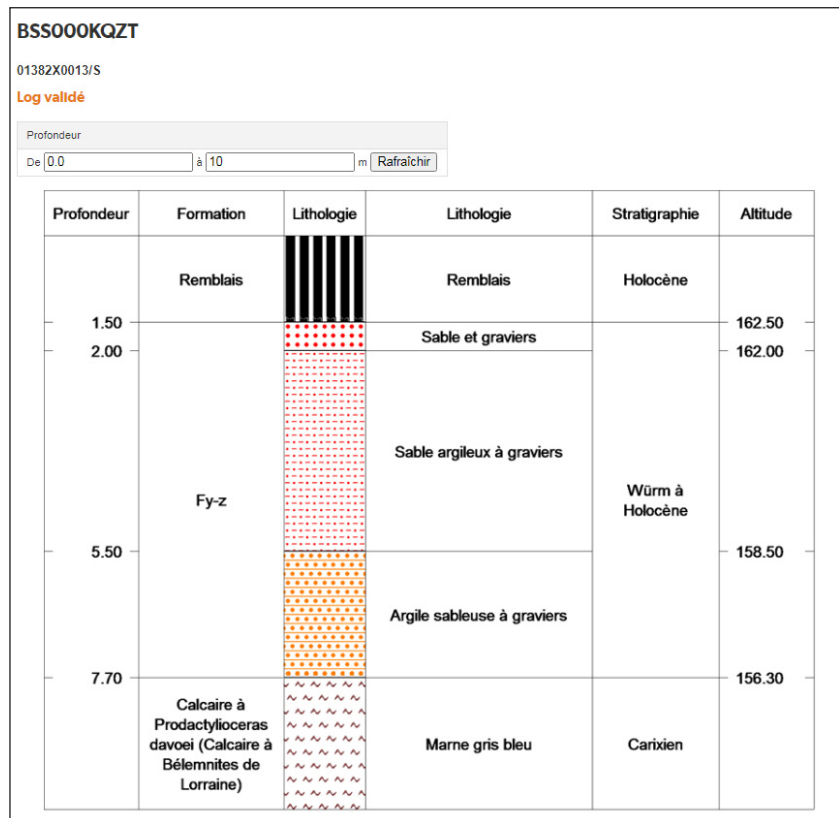 BSS000KQZT
01382X0013/S
Log validé
Profondeur
De 0.0 à 10 m Rafraîchir
Profondeur Formation Lithologie Lithologie Stratigraphie Altitude
Remblais Remblais Holocène
1.50 162.50
Sable et graviers
2.00 162.00
Sable argileux à graviers
Fy-z
Würm à
Holocène
5.50 158.50
Argile sableuse à graviers
7.70 156.30
Calcaire à
Prodactylioceras
davoei (Calcaire à
Bélemnites de
Lorraine)
Marne gris bleu
Carixien